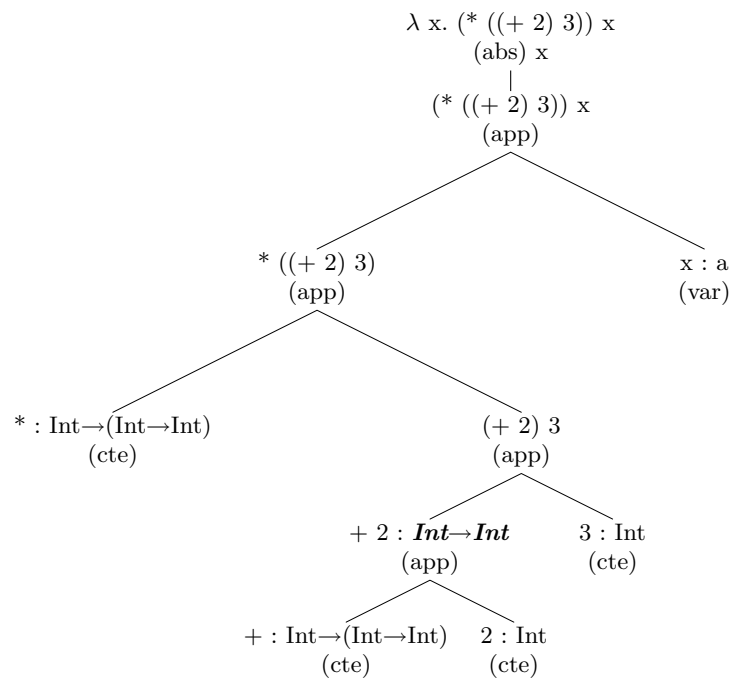 λ x. (* ((+ 2) 3)) x
(abs) x
(* ((+ 2) 3)) x
(app)
* ((+ 2) 3)
(app)
x : a
(var)
* : Int→(Int→Int)
(cte)
(+ 2) 3
(app)
+ 2 : Int→Int
(app)
3 : Int
(cte)
+ : Int→(Int→Int)
(cte)
2 : Int
(cte)